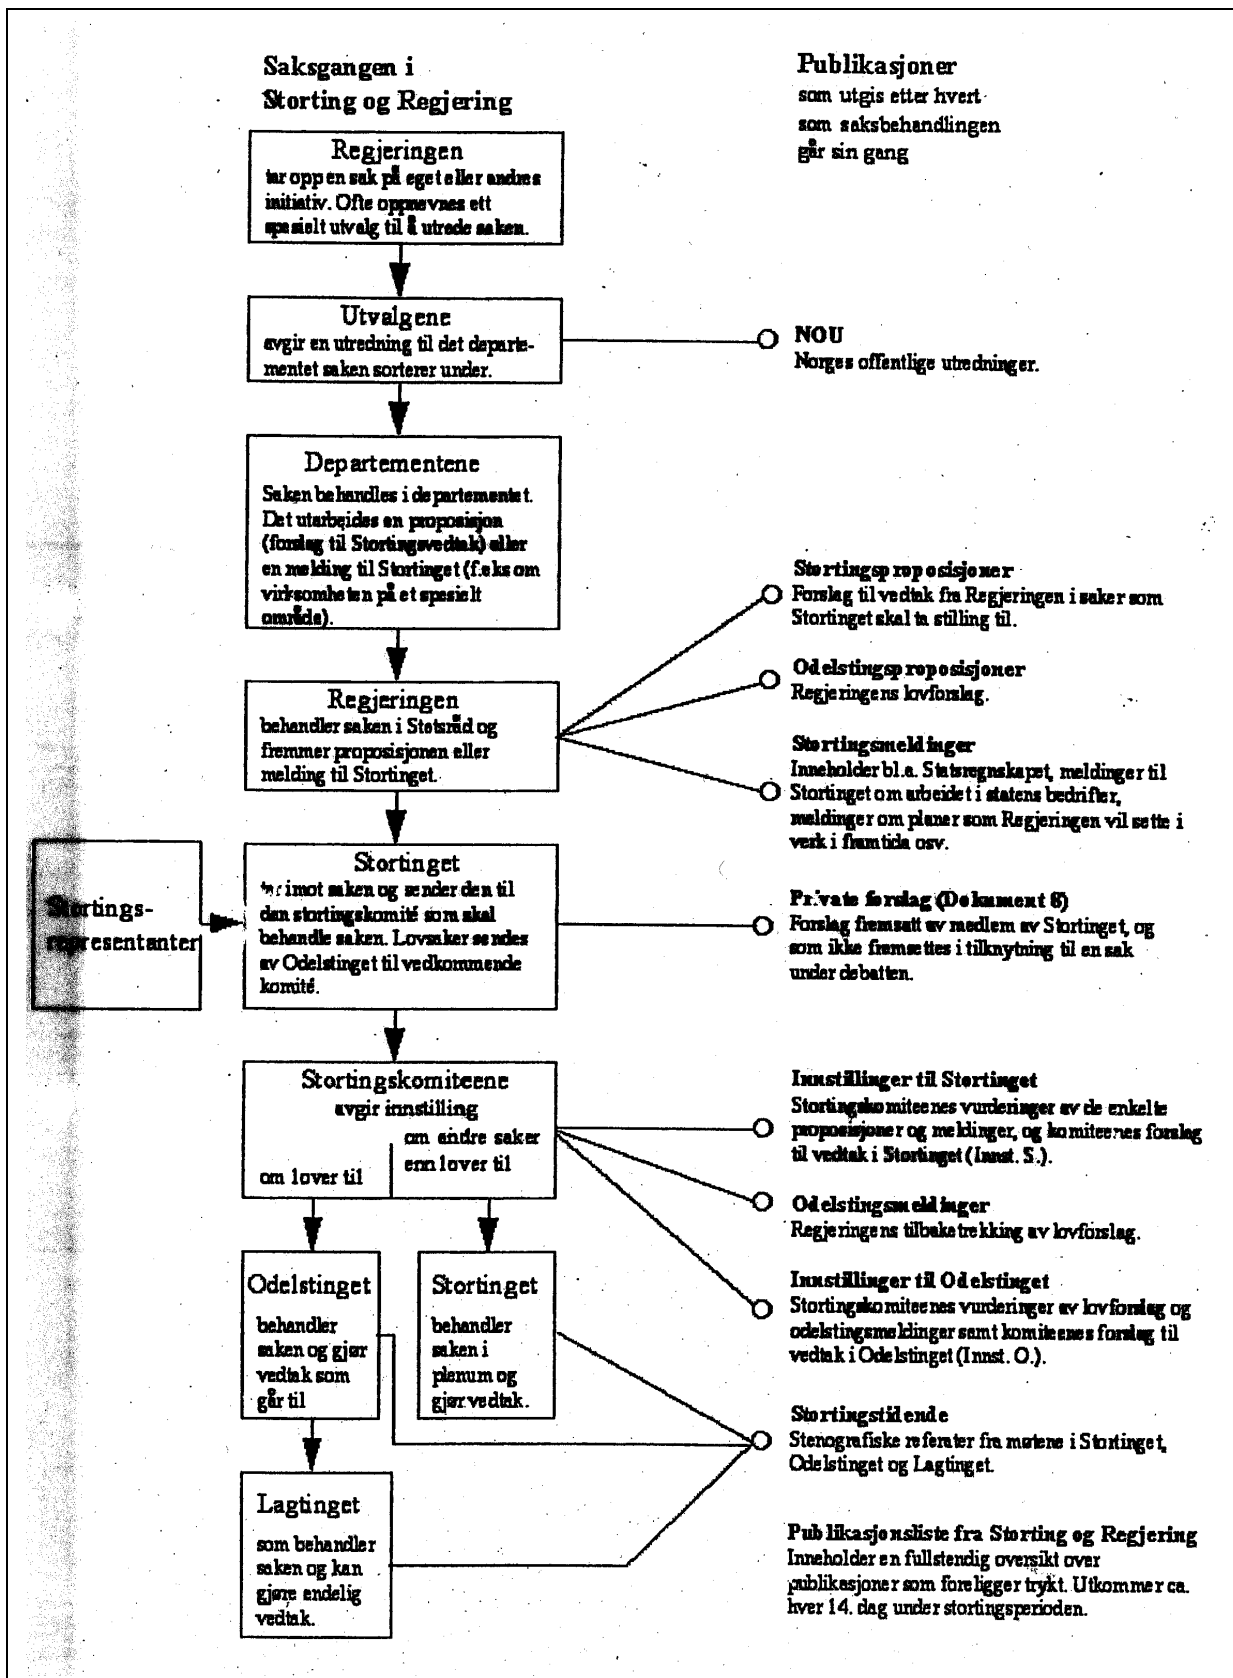 Saksgangen i
Storting og Regjering
Publikasjoner
som utgis etter hvert
som saksbehandlingen
går sin gang
Regjeringen
tar opp en sak på eget eller andres
initiativ. Ofte oppnevnes ett
spesielt utvalg til å utrede saken.
Utvalgene
avgir en utredning til det departe-
mentet saken sorterer under.
NOU
Norges offentlige utredninger.
Departementene
Saken behandles i departementet.
Det utarbeides en proposisjon
(forslag til Stortingsvedtak) eller
en melding til Stortinget (f.eks om
virksomheten på et spesielt
område).
Stortingsproposisjoner
Forslag til vedtak fra Regjeringen i saker som
Stortinget skal ta stilling til.
Odelstingsproposisjoner
Regjeringens lovforslag.
Regjeringen
behandler saken i Statsråd og
fremmer proposisjonen eller
melding til Stortinget.
Stortingsmeldinger
Inneholder bl.a. Statsregnskapet, meldinger til
Stortinget om arbeidet i statens bedrifter,
meldinger om planer som Regjeringen vil sette i
verk i framtida osv.
Stortings-
representanter
Stortinget
tar imot saken og sender den til
den stortingskomité som skal
behandle saken. Lovsaker sendes
av Odelstinget til vedkommende
komité.
Private forslag (Dokument 8)
Forslag fremsatt av medlem av Stortinget, og
som ikke fremsettes i tilknytning til en sak
under debatten.
Stortingskomiteene
avgir innstilling
om andre saker
enn lover til
om lover til
Innstillinger til Stortinget
Stortingskomiteenes vurderinger av de enkelte
proposisjoner og meldinger, og komiteenes forslag
til vedtak i Stortinget (Innst. S.).
Odelstingsmeldinger
Regjeringens tilbaketrekking av lovforslag.
Odelstinget
behandler
saken og gjør
vedtak som
går til
Stortinget
behandler
saken i
plenum og
gjør vedtak.
Innstillinger til Odelstinget
Stortingskomiteenes vurderinger av lovforslag og
odelstingsmeldinger samt komiteenes forslag til
vedtak i Odelstinget (Innst. O.).
Stortingstidende
Stenografiske referater fra møtene i Stortinget,
Odelstinget og Lagtinget.
Lagtinget
som behandler
saken og kan
gjøre endelig
vedtak.
Publikasjonsliste fra Storting og Regjering
Inneholder en fullstendig oversikt over
publikasjoner som foreligger trykt. Utkommer ca.
hver 14. dag under stortingsperioden.